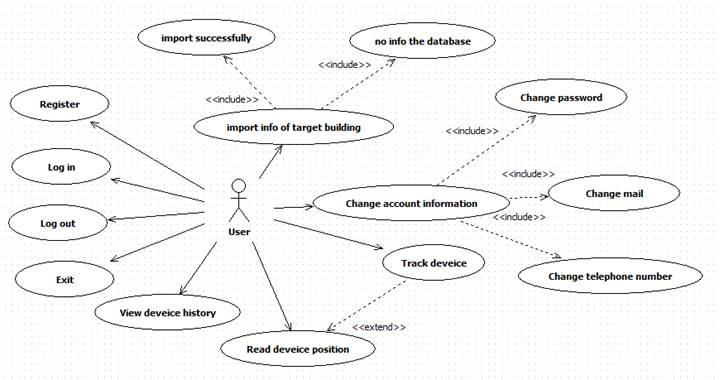 import successfully
no info the database
<<include>>
<<include>>
Change password
Register
import info of target building
<<include>>
Log in
<<include>>
Change mail
Change account information
<<include>>
Log out
User
Track deveice
Exit
Change telephone number
View deveice history
<<extend>>
Read deveice position